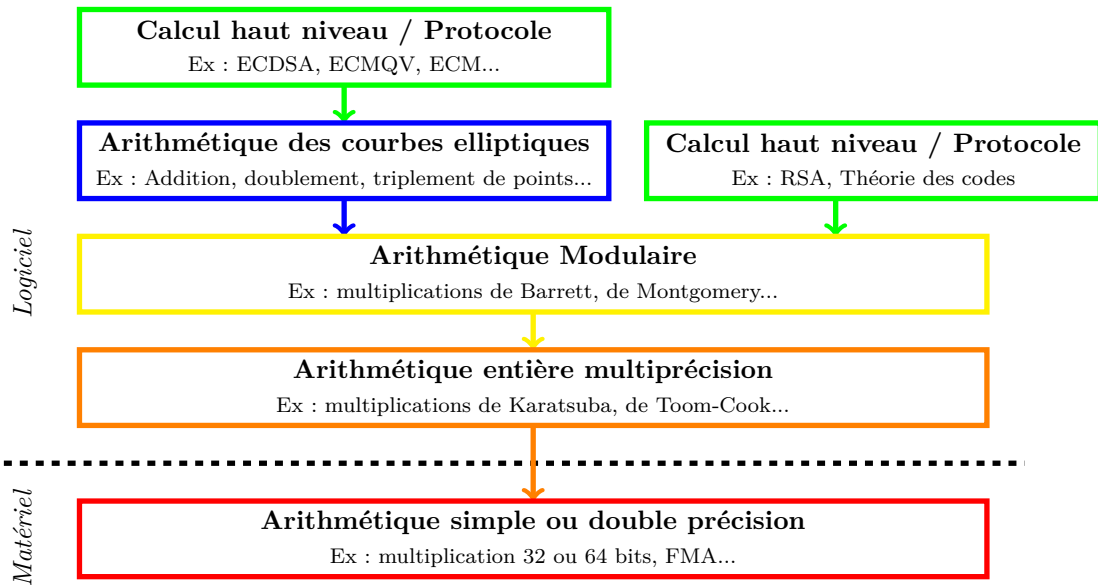 Calcul haut niveau / Protocole
Ex : ECDSA, ECMQV, ECM...
Arithmétique des courbes elliptiques
Ex : Addition, doublement, triplement de points...
Calcul haut niveau / Protocole
Ex : RSA, Théorie des codes
Logiciel
Arithmétique Modulaire
Ex : multiplications de Barrett, de Montgomery...
Arithmétique entière multiprécision
Ex : multiplications de Karatsuba, de Toom-Cook...
Matériel
Arithmétique simple ou double précision
Ex : multiplication 32 ou 64 bits, FMA...